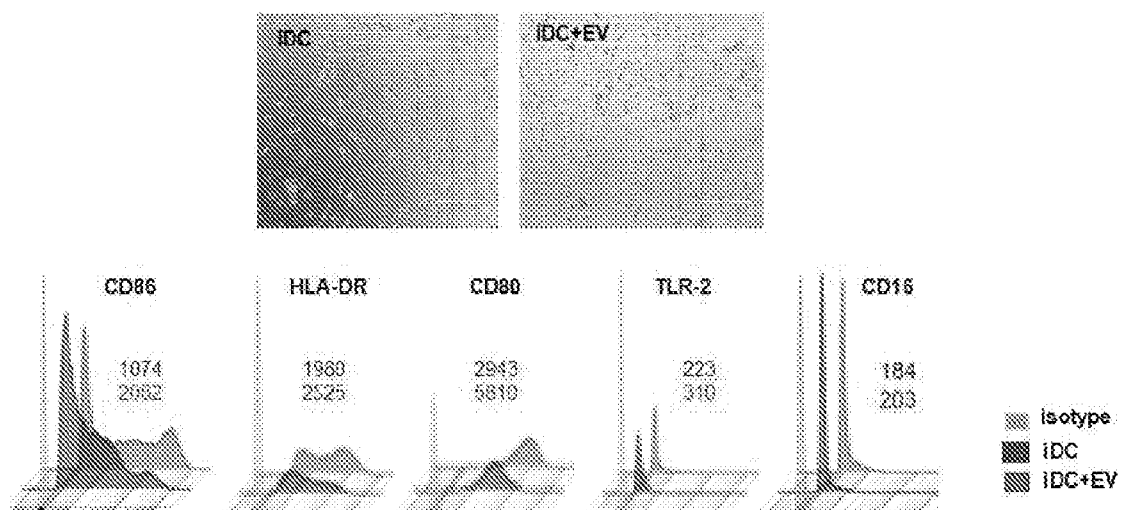 iDC
iDC+EV
CD86
HLA-DR
CD80
TLR-2
CD16
1074
1980
2943
223
184
2525
5810
310
203
isotype
iDC
iDC+EV